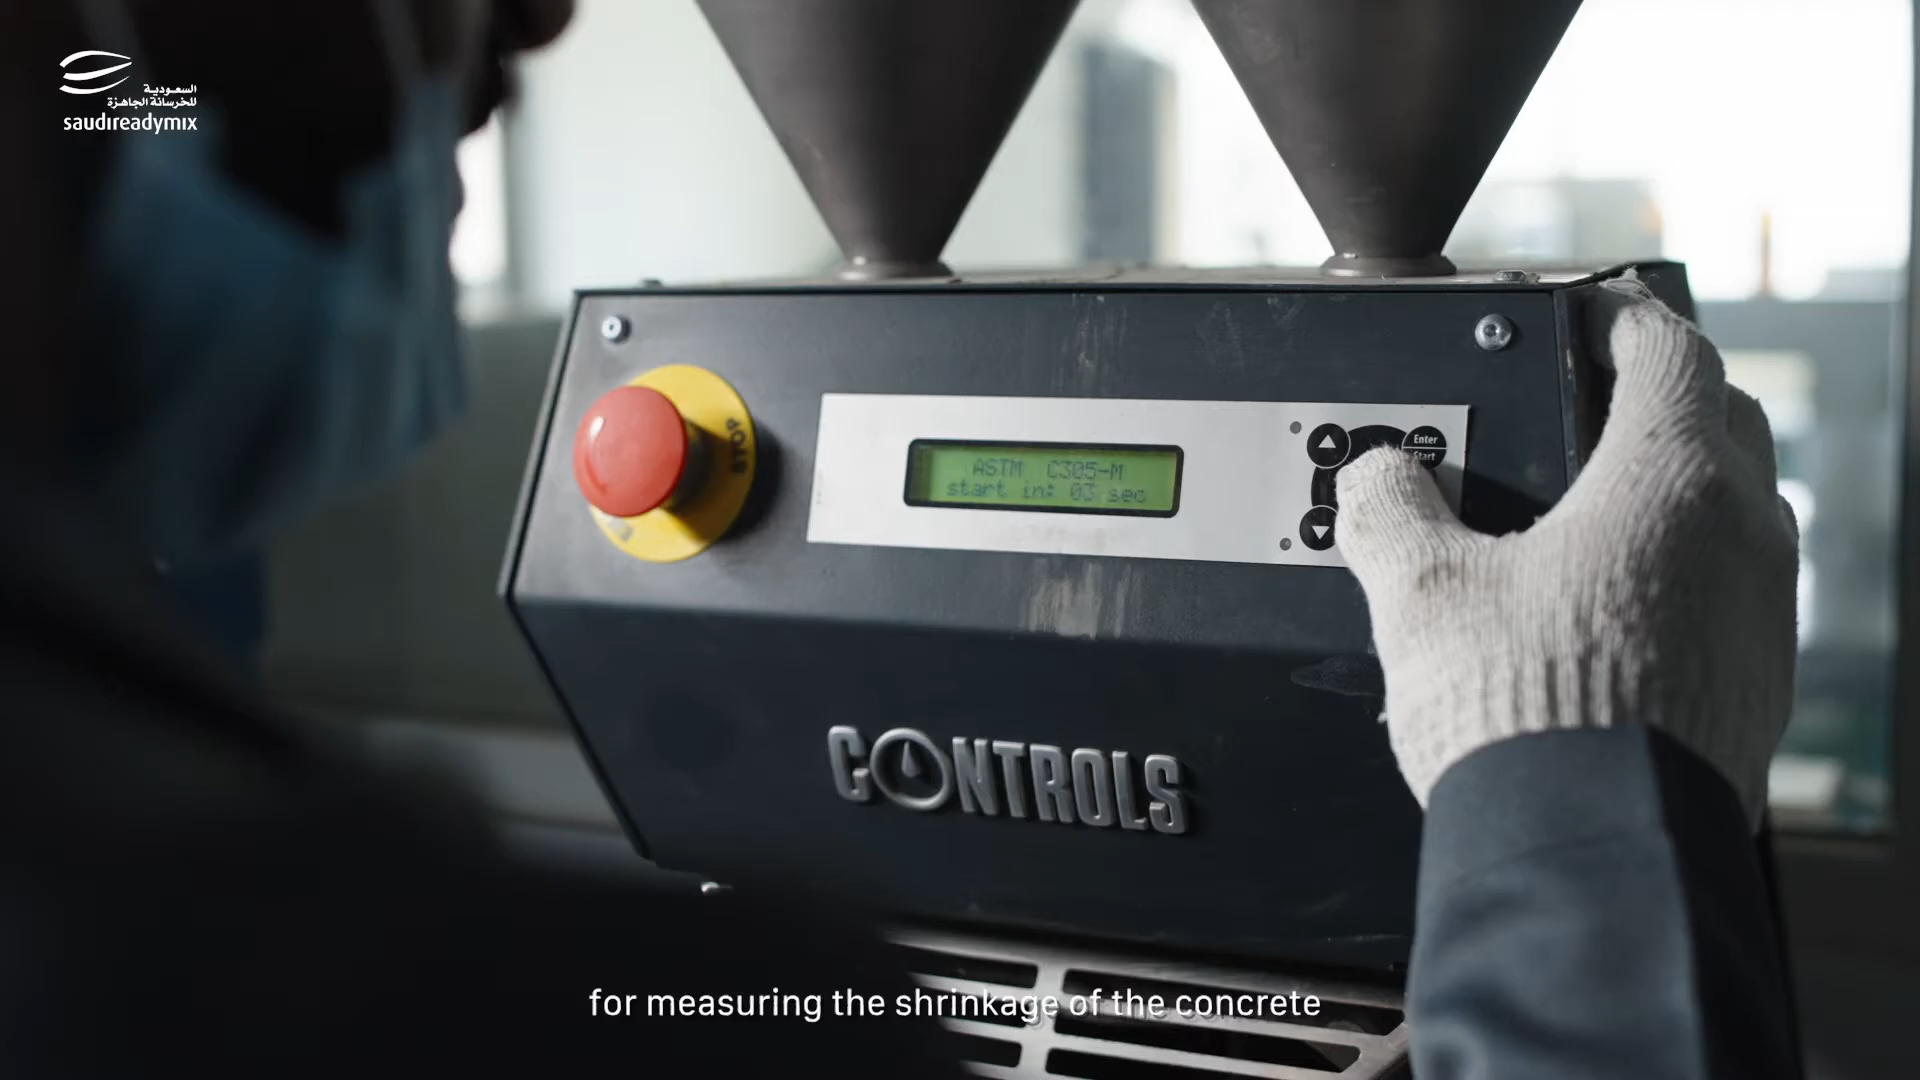 السعودية
للخرسانة الجاهزة
saudireadymix
STOP
Enter
Start
ASTM C305-M
start in: 03 sec
CONTROLS
for measuring the shrinkage of the concrete